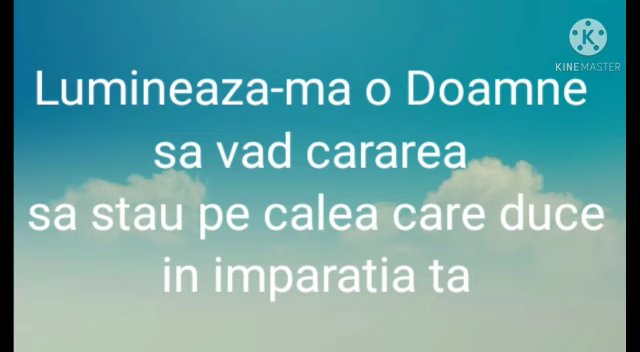 KINEMASTER
Lumineaza-ma o Doamne
sa vad cararea
sa stau pe calea care duce
in imparatia ta